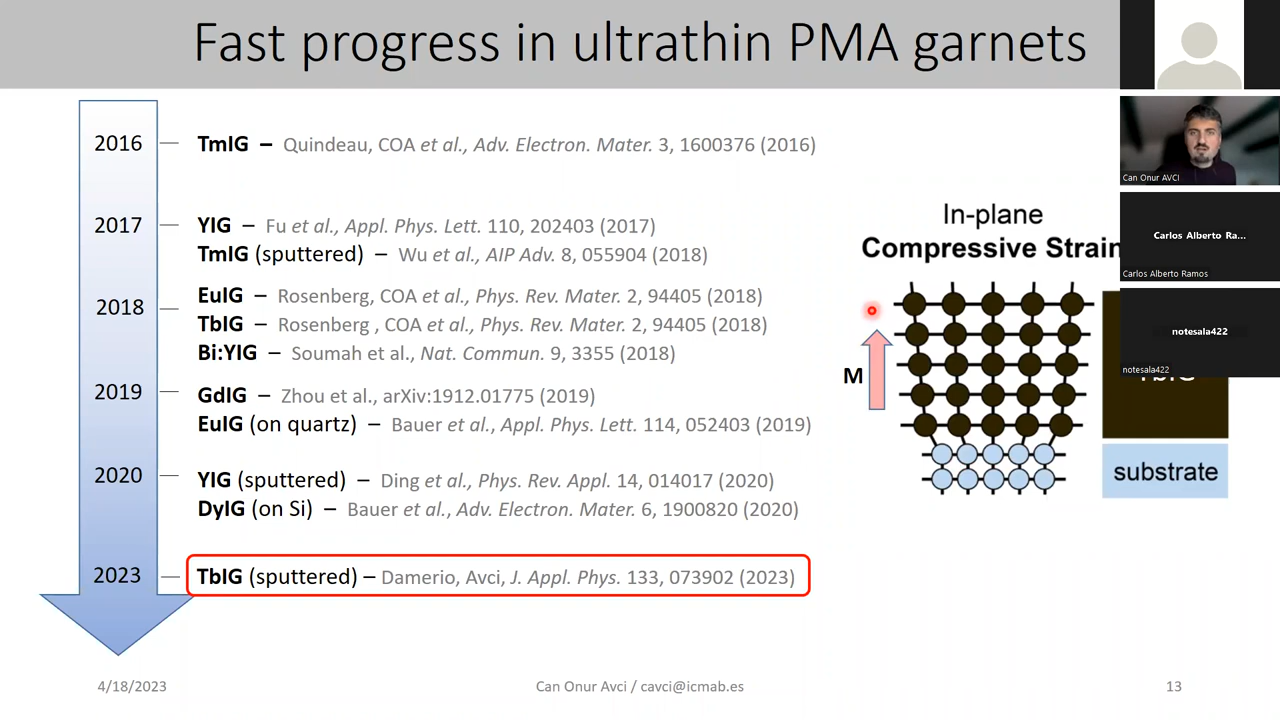 Fast progress in ultrathin PMA garnets
2016
TmIG – Quindeau, COA et al., Adv. Electron. Mater. 3, 1600376 (2016)
2017
YIG – Fu et al., Appl. Phys. Lett. 110, 202403 (2017)
TmIG (sputtered) – Wu et al., AIP Adv. 8, 055904 (2018)
2018
EuIG – Rosenberg, COA et al., Phys. Rev. Mater. 2, 94405 (2018)
TbIG – Rosenberg , COA et al., Phys. Rev. Mater. 2, 94405 (2018)
Bi:YIG – Soumah et al., Nat. Commun. 9, 3355 (2018)
2019
GdIG – Zhou et al., arXiv:1912.01775 (2019)
EuIG (on quartz) – Bauer et al., Appl. Phys. Lett. 114, 052403 (2019)
2020
YIG (sputtered) – Ding et al., Phys. Rev. Appl. 14, 014017 (2020)
DyIG (on Si) – Bauer et al., Adv. Electron. Mater. 6, 1900820 (2020)
2023
TbIG (sputtered) – Damerio, Avci, J. Appl. Phys. 133, 073902 (2023)
In-plane
Compressive Strain
M
substrate
Can Onur AVCI
Carlos Alberto Ra...
Carlos Alberto Ramos
notesala422
notesala422
4/18/2023
Can Onur Avci / cavci@icmab.es
13